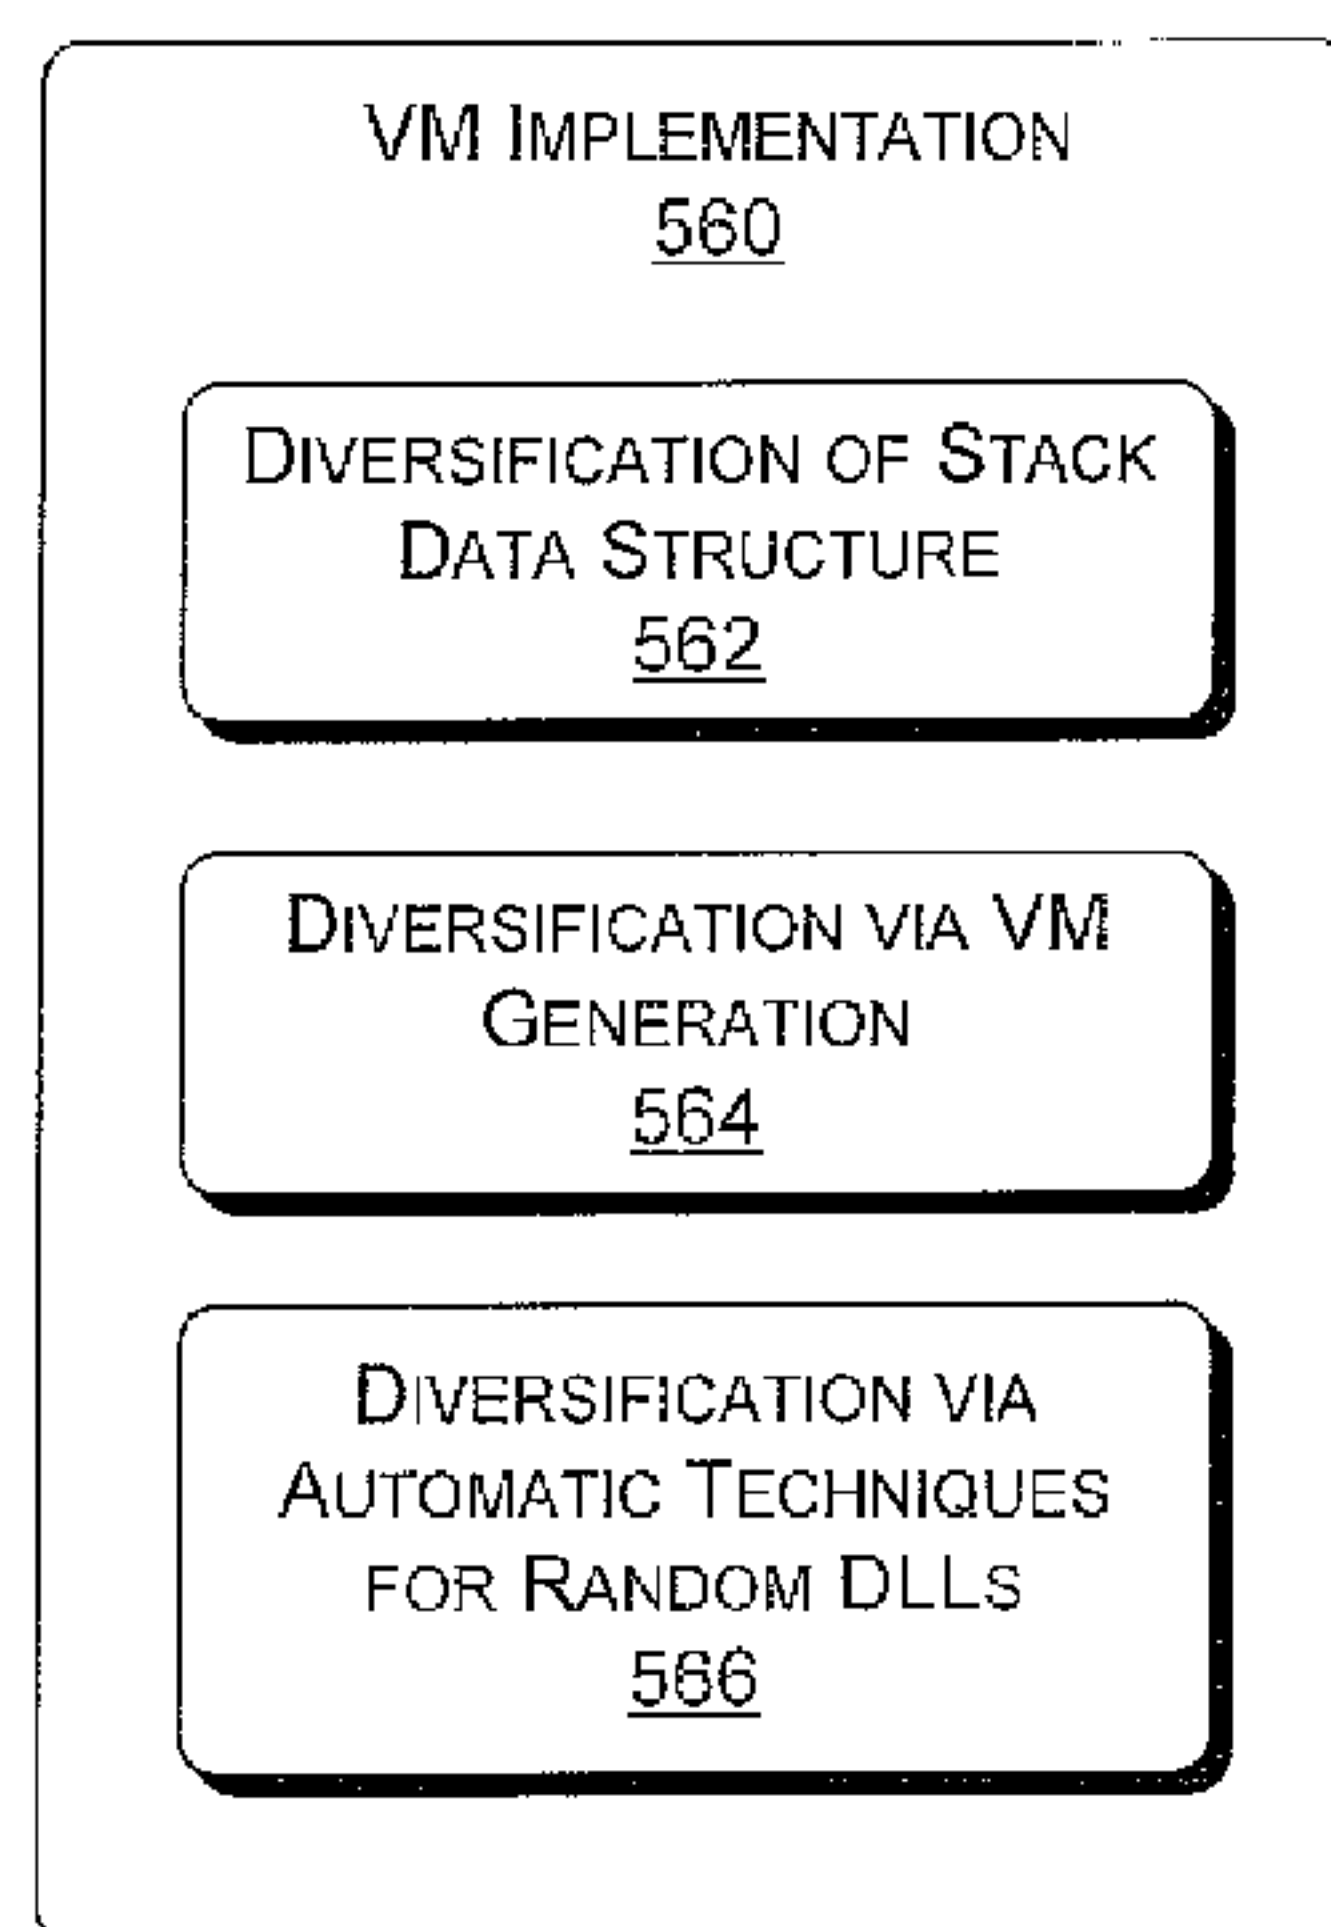 VM IMPLEMENTATION
560
DIVERSIFICATION OF STACK
DATA STRUCTURE
562
DIVERSIFICATION VIA VM
GENERATION
564
DIVERSIFICATION VIA
AUTOMATIC TECHNIQUES
FOR RANDOM DLLS
566